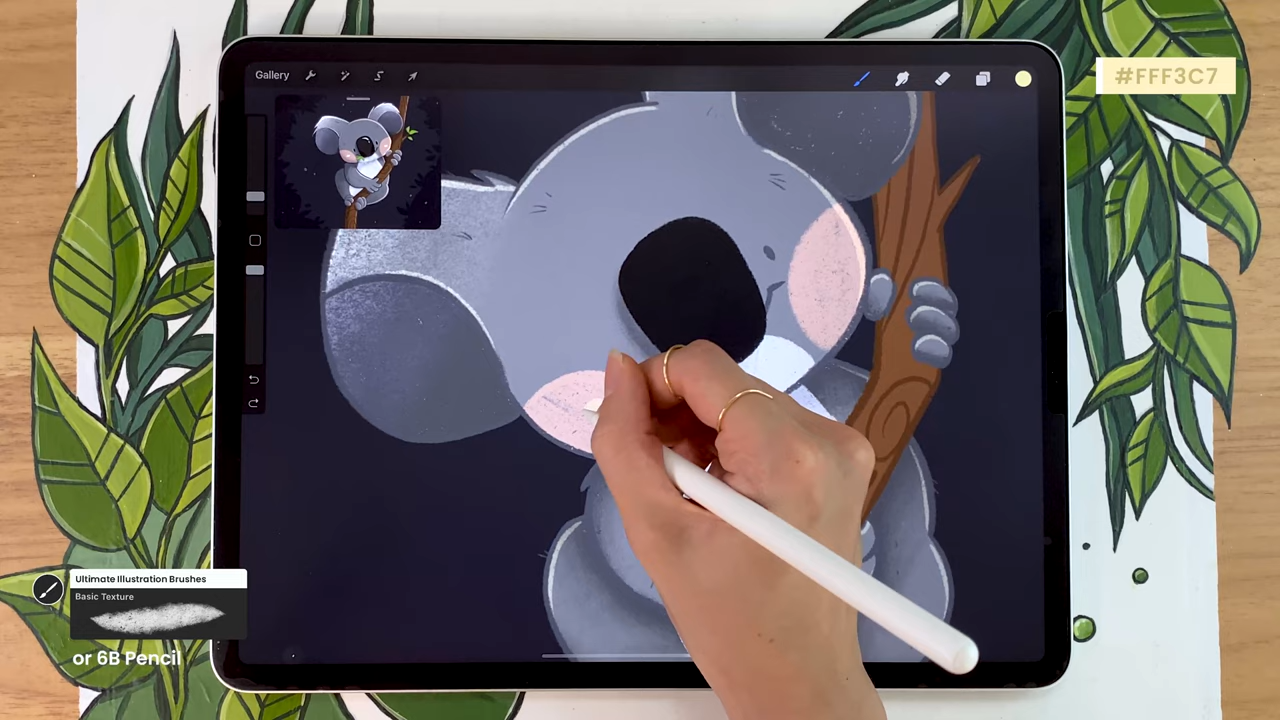 Gallery
#FFF3C7
Ultimate Illustration Brushes
Basic Texture
or 6B Pencil